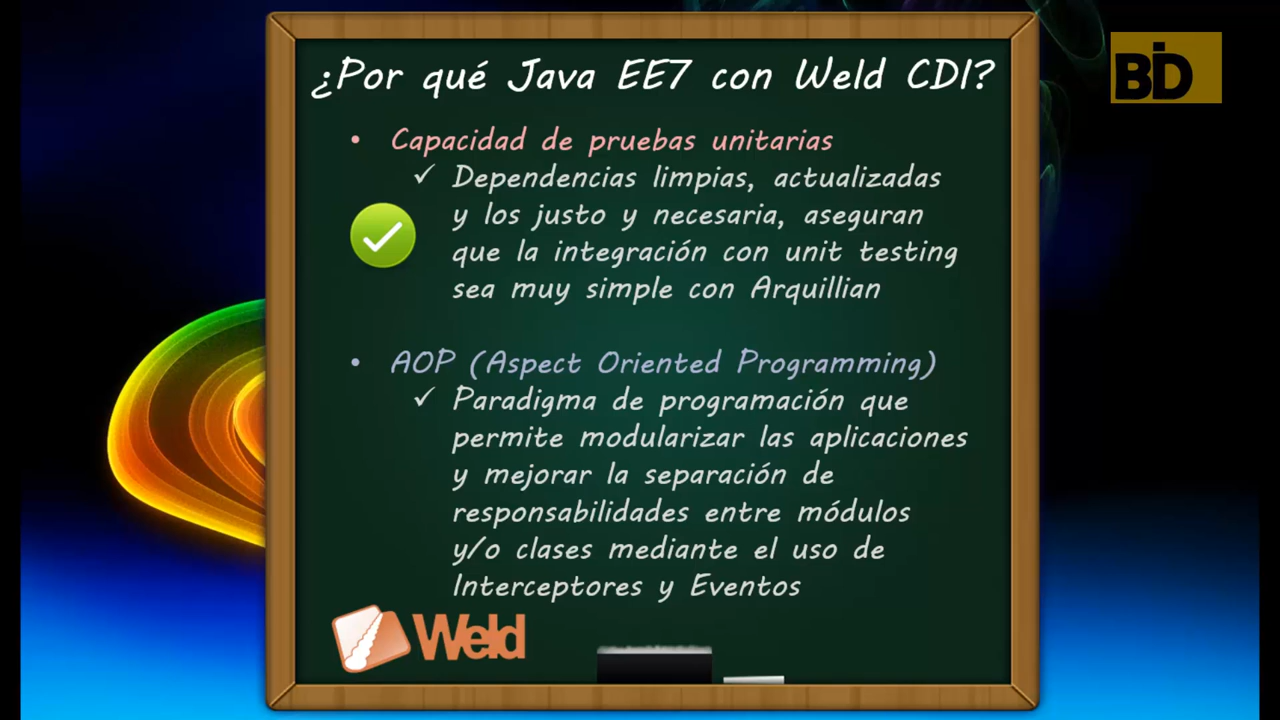 ¿Por qué Java EE7 con Weld CDI?
BID
• Capacidad de pruebas unitarias
✓ Dependencias limpias, actualizadas
y los justo y necesaria, aseguran
que la integración con unit testing
sea muy simple con Arquillian
• AOP (Aspect Oriented Programming)
✓ Paradigma de programación que
permite modularizar las aplicaciones
y mejorar la separación de
responsabilidades entre módulos
y/o clases mediante el uso de
Interceptores y Eventos
Weld